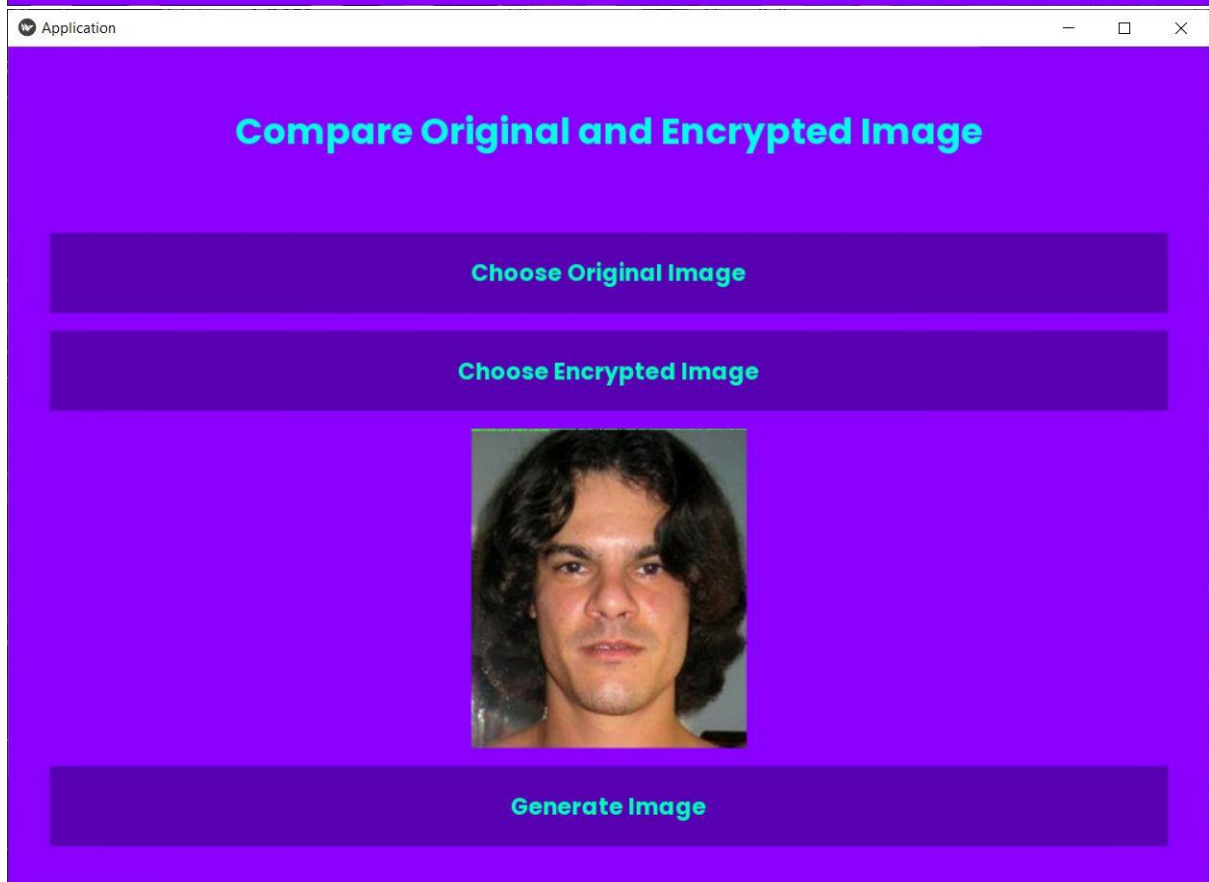 Application
Compare Original and Encrypted Image
Choose Original Image
Choose Encrypted Image
Generate Image